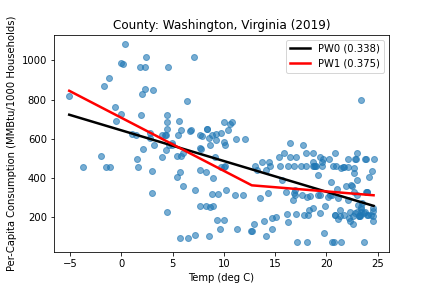 County: Washington, Virginia (2019)
PW0 (0.338)
PW1 (0.375)
Per-Capita Consumption (MMBtu/1000 Households)
1000
800
600
400
200
−5
0
5
10
15
20
25
Temp (deg C)